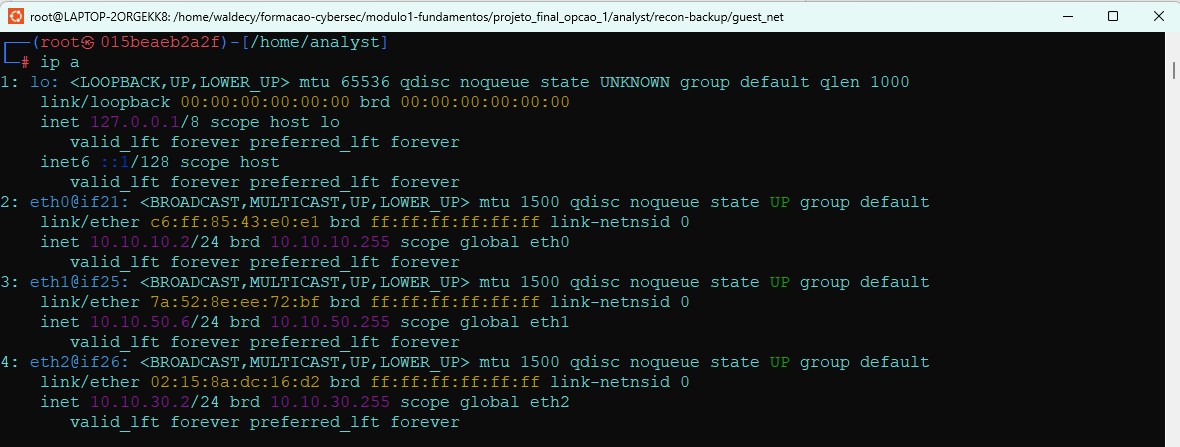 root@LAPTOP-2ORGEKK8: /home/waldecy/formacao-cybersec/modulo1-fundamentos/projeto_final_opcao_1/analyst/recon-backup/guest_net
┌──(root㉿015beaeb2a2f)-[/home/analyst]
└─# ip a
1: lo: <LOOPBACK,UP,LOWER_UP> mtu 65536 qdisc noqueue state UNKNOWN group default qlen 1000
    link/loopback 00:00:00:00:00:00 brd 00:00:00:00:00:00
    inet 127.0.0.1/8 scope host lo
       valid_lft forever preferred_lft forever
    inet6 ::1/128 scope host
       valid_lft forever preferred_lft forever
2: eth0@if21: <BROADCAST,MULTICAST,UP,LOWER_UP> mtu 1500 qdisc noqueue state UP group default
    link/ether c6:ff:85:43:e0:e1 brd ff:ff:ff:ff:ff:ff link-netnsid 0
    inet 10.10.10.2/24 brd 10.10.10.255 scope global eth0
       valid_lft forever preferred_lft forever
3: eth1@if25: <BROADCAST,MULTICAST,UP,LOWER_UP> mtu 1500 qdisc noqueue state UP group default
    link/ether 7a:52:8e:ee:72:bf brd ff:ff:ff:ff:ff:ff link-netnsid 0
    inet 10.10.50.6/24 brd 10.10.50.255 scope global eth1
       valid_lft forever preferred_lft forever
4: eth2@if26: <BROADCAST,MULTICAST,UP,LOWER_UP> mtu 1500 qdisc noqueue state UP group default
    link/ether 02:15:8a:dc:16:d2 brd ff:ff:ff:ff:ff:ff link-netnsid 0
    inet 10.10.30.2/24 brd 10.10.30.255 scope global eth2
       valid_lft forever preferred_lft forever